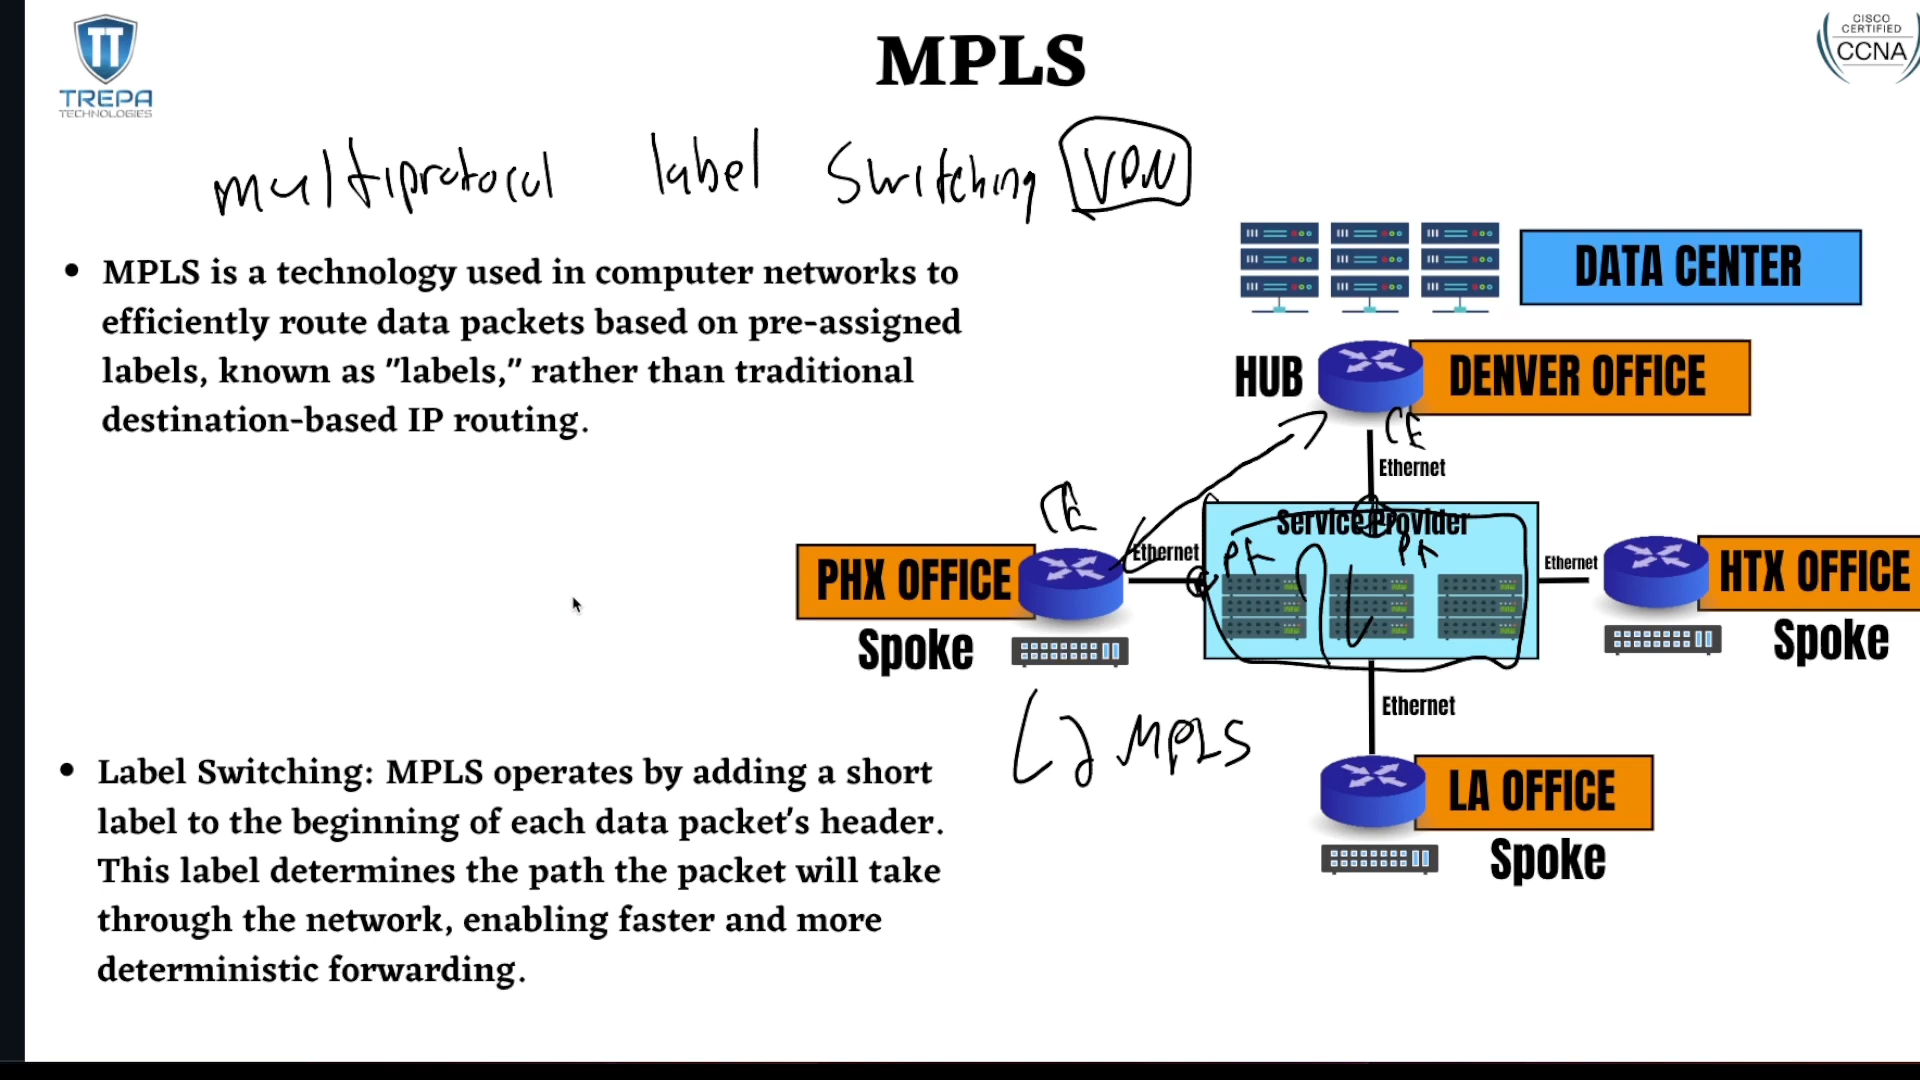 TT
TREPA
TECHNOLOGIES
MPLS
CISCO
CERTIFIED
CCNA
multiprotocol label Switching VPN
• MPLS is a technology used in computer networks to
efficiently route data packets based on pre-assigned
labels, known as "labels," rather than traditional
destination-based IP routing.
DATA CENTER
HUB
DENVER OFFICE
CE
Ethernet
CE
Service Provider
Ethernet
PE
PE
Ethernet
PHX OFFICE
HTX OFFICE
Spoke
Spoke
Ethernet
MPLS
• Label Switching: MPLS operates by adding a short
label to the beginning of each data packet's header.
This label determines the path the packet will take
through the network, enabling faster and more
deterministic forwarding.
LA OFFICE
Spoke